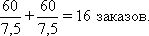 60/7,5 + 60/7,5 = 16 заказов.